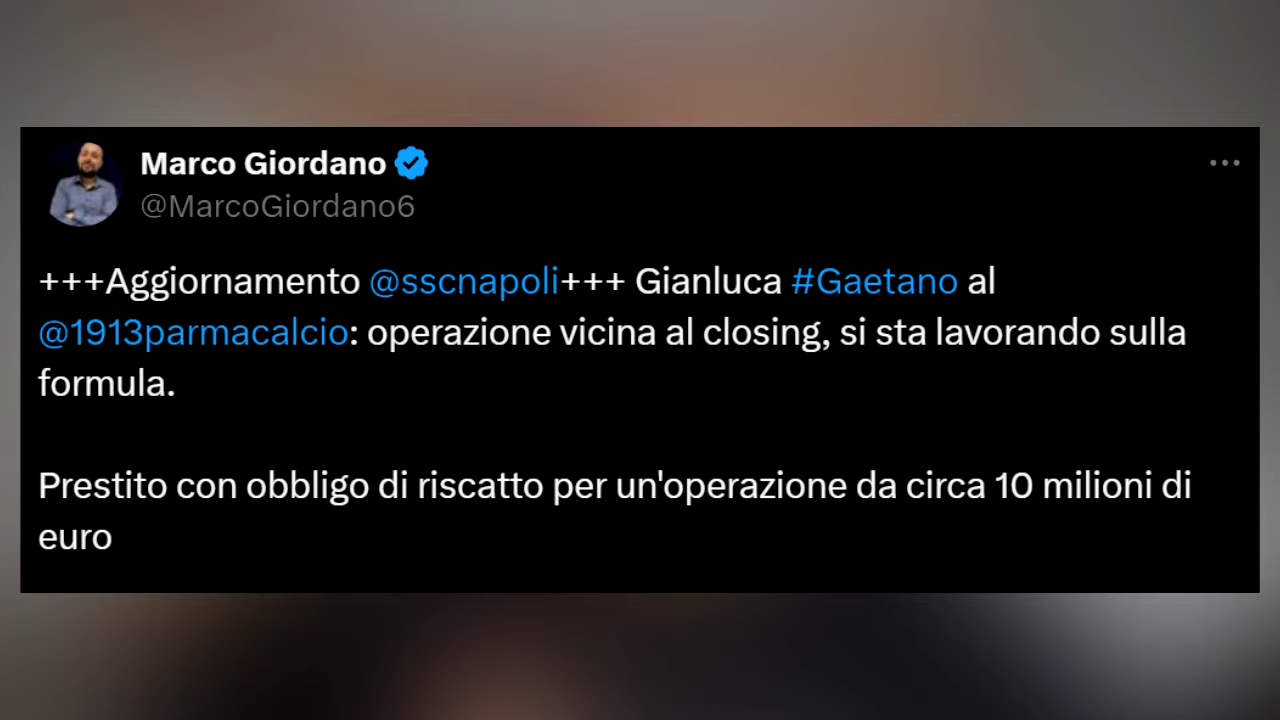 Marco Giordano
@MarcoGiordano6
+++Aggiornamento @sscnapoli+++ Gianluca #Gaetano al
@1913parmacalcio: operazione vicina al closing, si sta lavorando sulla
formula.
Prestito con obbligo di riscatto per un'operazione da circa 10 milioni di
euro